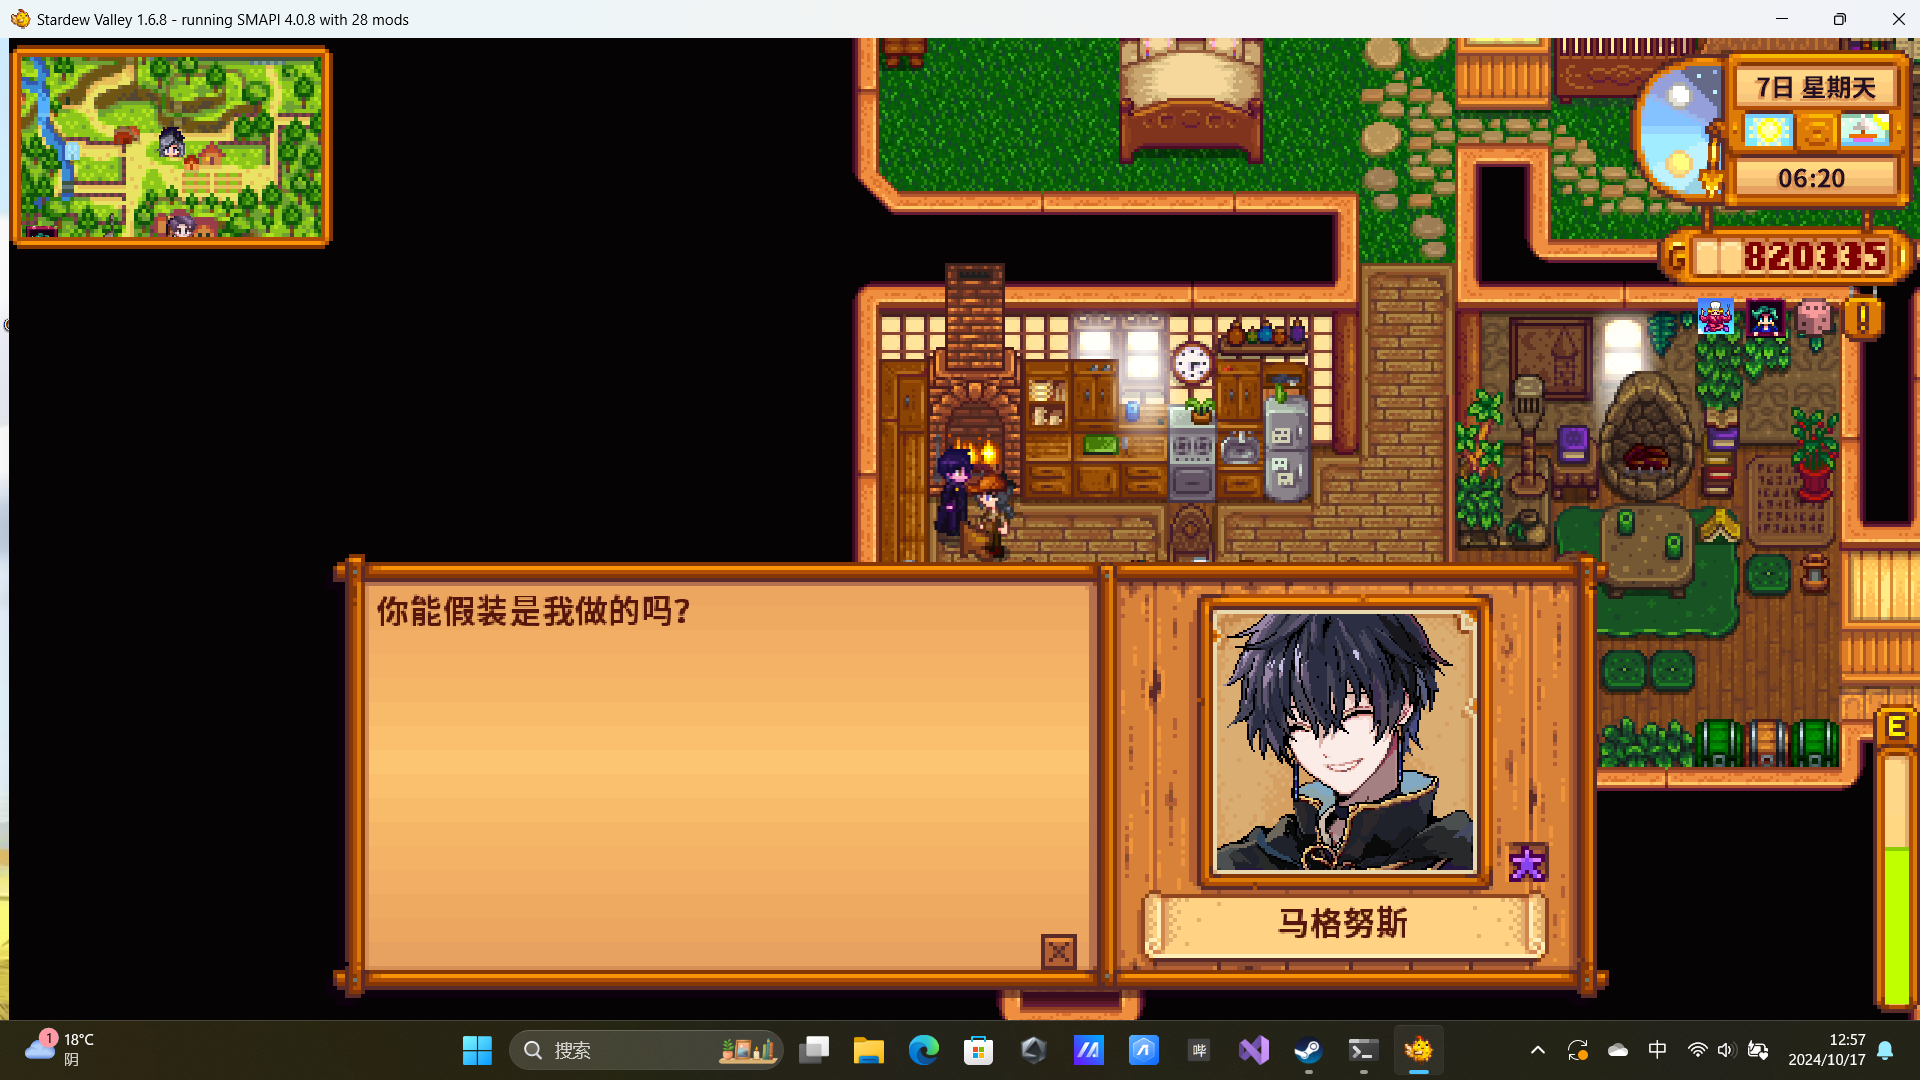 Stardew Valley 1.6.8 - running SMAPI 4.0.8 with 28 mods
7日 星期天
06:20
820335
你能假装是我做的吗?
马格努斯
E
1
18°C
阴
搜索
哔
中
12:57
2024/10/17